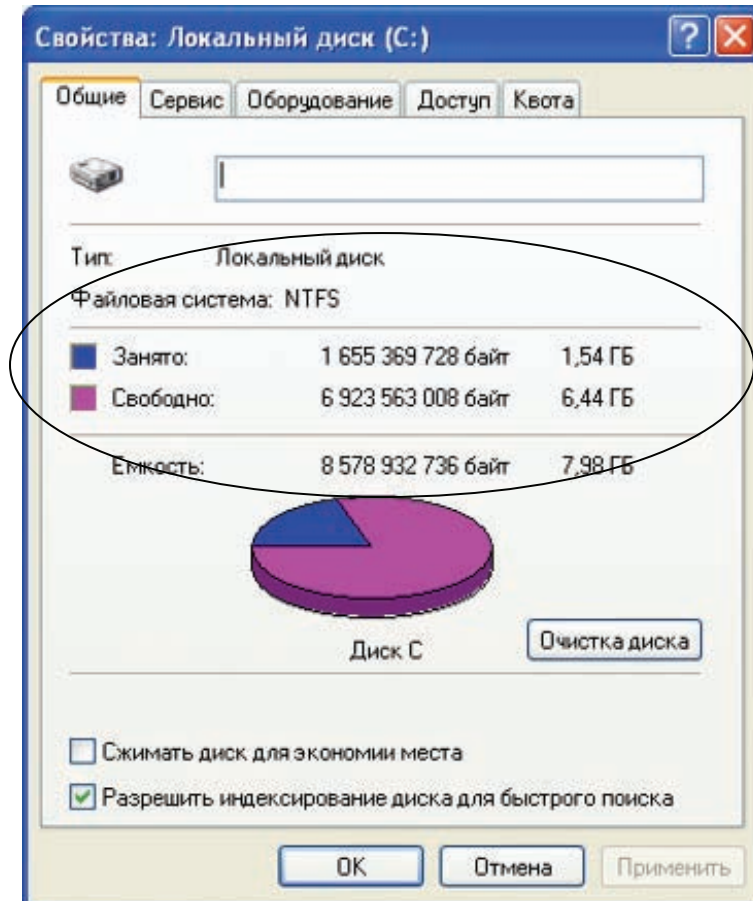 Свойства: Локальный диск (C:)
Общие Сервис Оборудование Доступ Квота
Тип: Локальный диск
Файловая система: NTFS
Занято: 1 655 369 728 байт 1,54 ГБ
Свободно: 6 923 563 008 байт 6,44 ГБ
Емкость: 8 578 932 736 байт 7,98 ГБ
Диск C
Очистка диска
Сжимать диск для экономии места
Разрешить индексирование диска для быстрого поиска
OK Отмена Применить